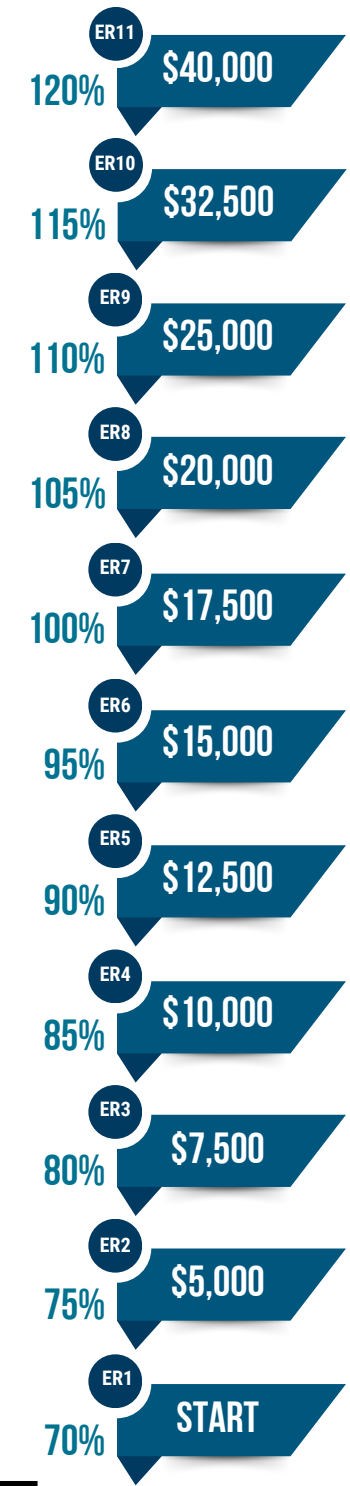 ER11
$40,000
120%
ER10
$32,500
115%
ER9
$25,000
110%
ER8
$20,000
105%
ER7
$17,500
100%
ER6
$15,000
95%
ER5
$12,500
90%
ER4
$10,000
85%
ER3
$7,500
80%
ER2
$5,000
75%
ER1
START
70%